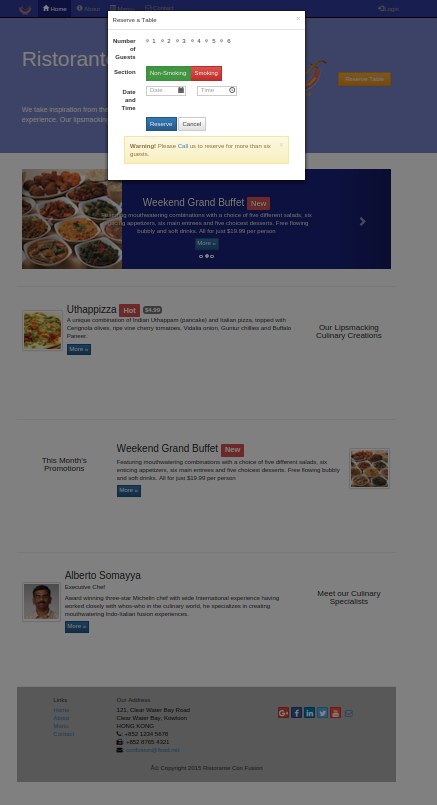 Home About Menu Contact Login
Reserve a Table ×
Number of Guests 1 2 3 4 5 6
Section Non-Smoking Smoking
Date and Time Date Time
Reserve Cancel
Warning! Please Call us to reserve for more than six guests. ×
Ristorante
Reserve Table
We take inspiration from the
experience. Our lipsmacking
Weekend Grand Buffet New
Featuring mouthwatering combinations with a choice of five different salads, six
enticing appetizers, six main entrees and five choicest desserts. Free flowing
bubbly and soft drinks. All for just $19.99 per person
More »
Uthappizza Hot $4.99
A unique combination of Indian Uthappam (pancake) and Italian pizza, topped with
Cerignola olives, ripe vine cherry tomatoes, Vidalia onion, Guntur chillies and Buffalo
Paneer.
More »
Our Lipsmacking
Culinary Creations
This Month's
Promotions
Weekend Grand Buffet New
Featuring mouthwatering combinations with a choice of five different salads, six
enticing appetizers, six main entrees and five choicest desserts. Free flowing bubbly
and soft drinks. All for just $19.99 per person
More »
Alberto Somayya
Executive Chef
Award winning three-star Michelin chef with wide International experience having
worked closely with whos-who in the culinary world, he specializes in creating
mouthwatering Indo-Italian fusion experiences.
More »
Meet our Culinary
Specialists
Links
Home
About
Menu
Contact
Our Address
121, Clear Water Bay Road
Clear Water Bay, Kowloon
HONG KONG
+852 1234 5678
+852 8765 4321
confusion@food.net
© Copyright 2015 Ristorante Con Fusion